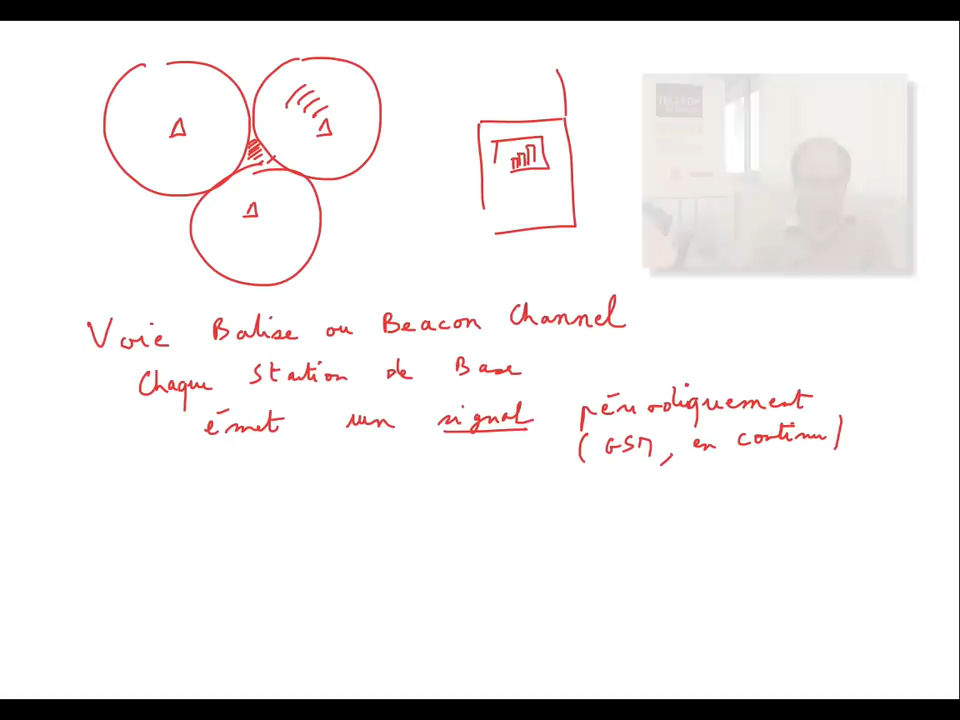 Voie Balise ou Beacon Channel
Chaque Station de Base
émet un signal périodiquement
(GSM, en continu)